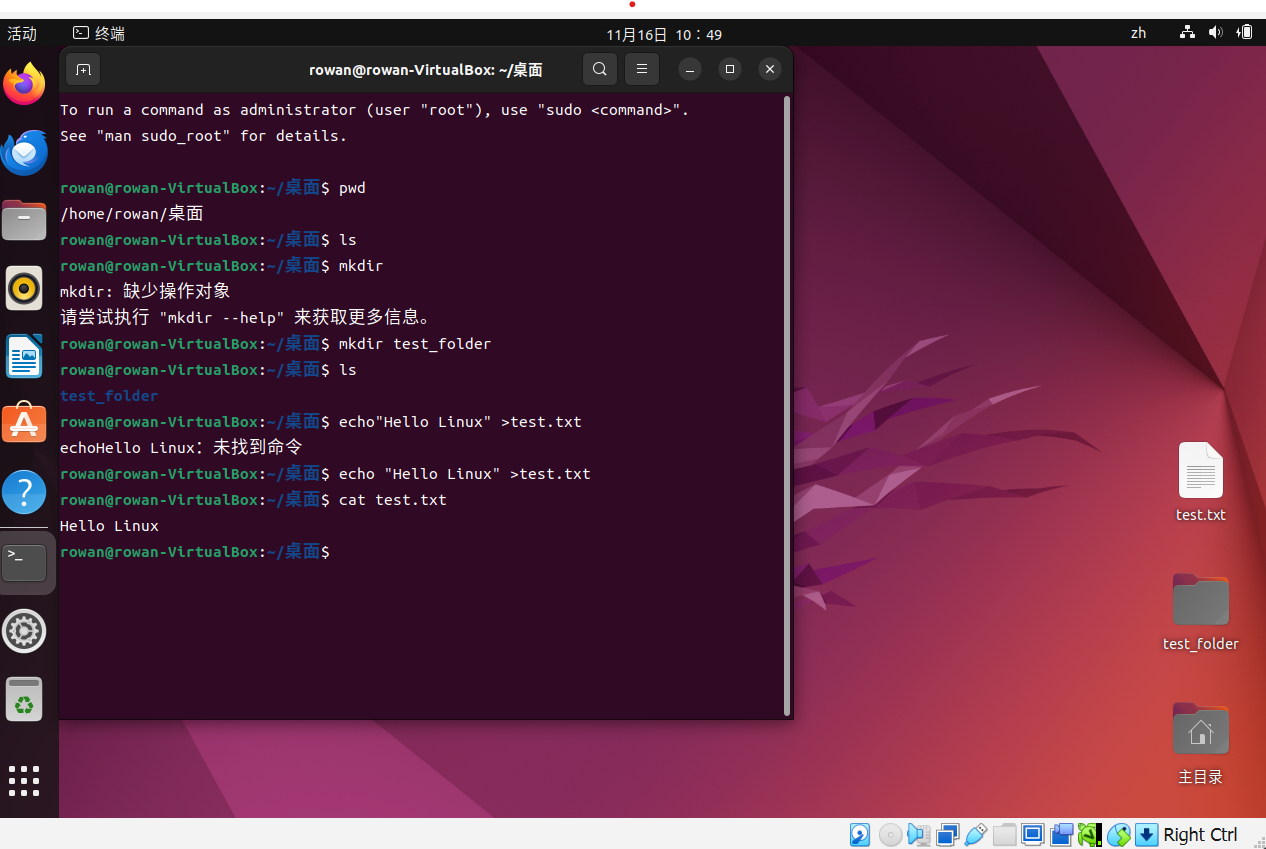 活动
终端
11月16日 10：49
zh
rowan@rowan-VirtualBox: ~/桌面
To run a command as administrator (user "root"), use "sudo <command>".
See "man sudo_root" for details.
rowan@rowan-VirtualBox:~/桌面$ pwd
/home/rowan/桌面
rowan@rowan-VirtualBox:~/桌面$ ls
rowan@rowan-VirtualBox:~/桌面$ mkdir
mkdir: 缺少操作对象
请尝试执行 "mkdir --help" 来获取更多信息。
rowan@rowan-VirtualBox:~/桌面$ mkdir test_folder
rowan@rowan-VirtualBox:~/桌面$ ls
test_folder
rowan@rowan-VirtualBox:~/桌面$ echo"Hello Linux" >test.txt
echoHello Linux：未找到命令
rowan@rowan-VirtualBox:~/桌面$ echo "Hello Linux" >test.txt
rowan@rowan-VirtualBox:~/桌面$ cat test.txt
Hello Linux
rowan@rowan-VirtualBox:~/桌面$
test.txt
test_folder
主目录
Right Ctrl